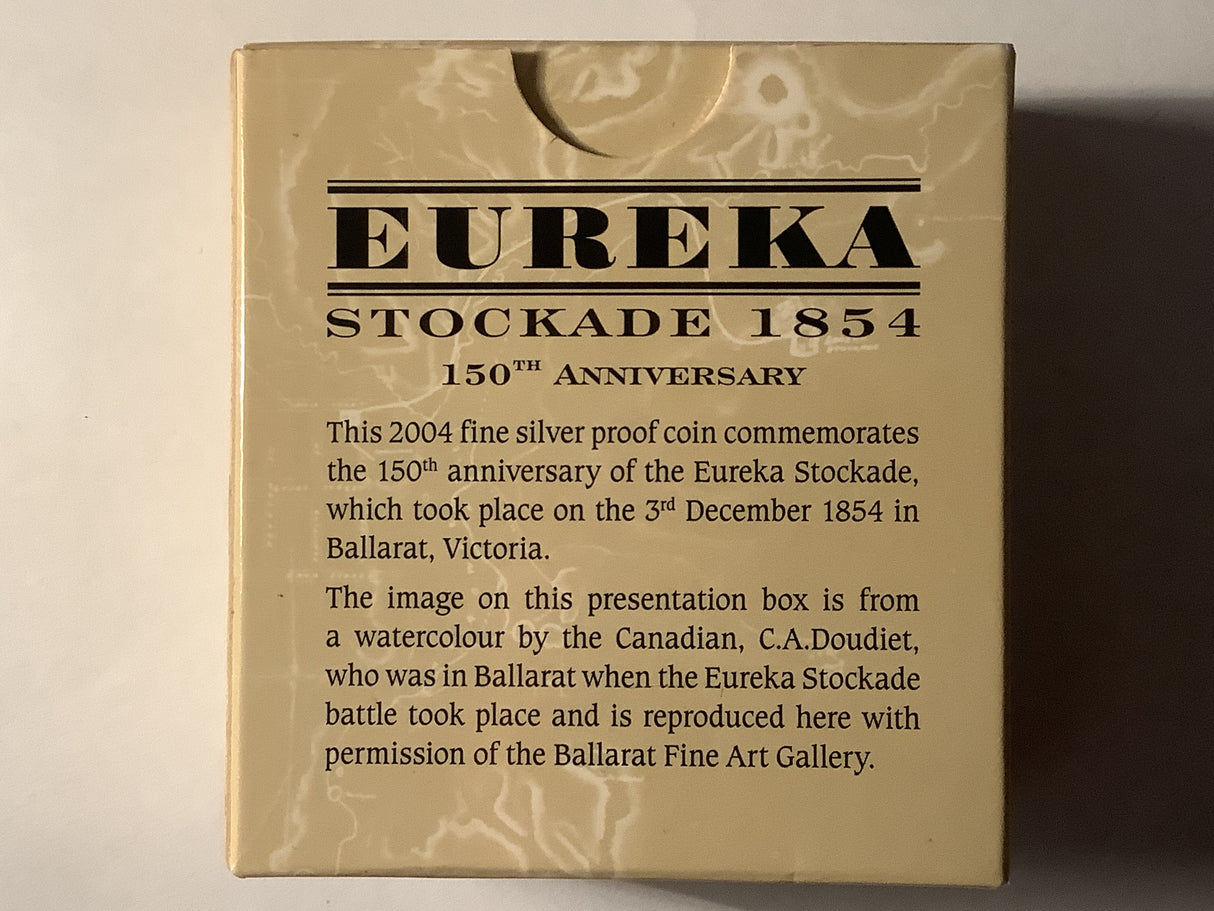 EUREKA
STOCKADE 1854
150TH ANNIVERSARY
This 2004 fine silver proof coin commemorates
the 150th anniversary of the Eureka Stockade,
which took place on the 3rd December 1854 in
Ballarat, Victoria.
The image on this presentation box is from
a watercolour by the Canadian, C.A.Doudiet,
who was in Ballarat when the Eureka Stockade
battle took place and is reproduced here with
permission of the Ballarat Fine Art Gallery.